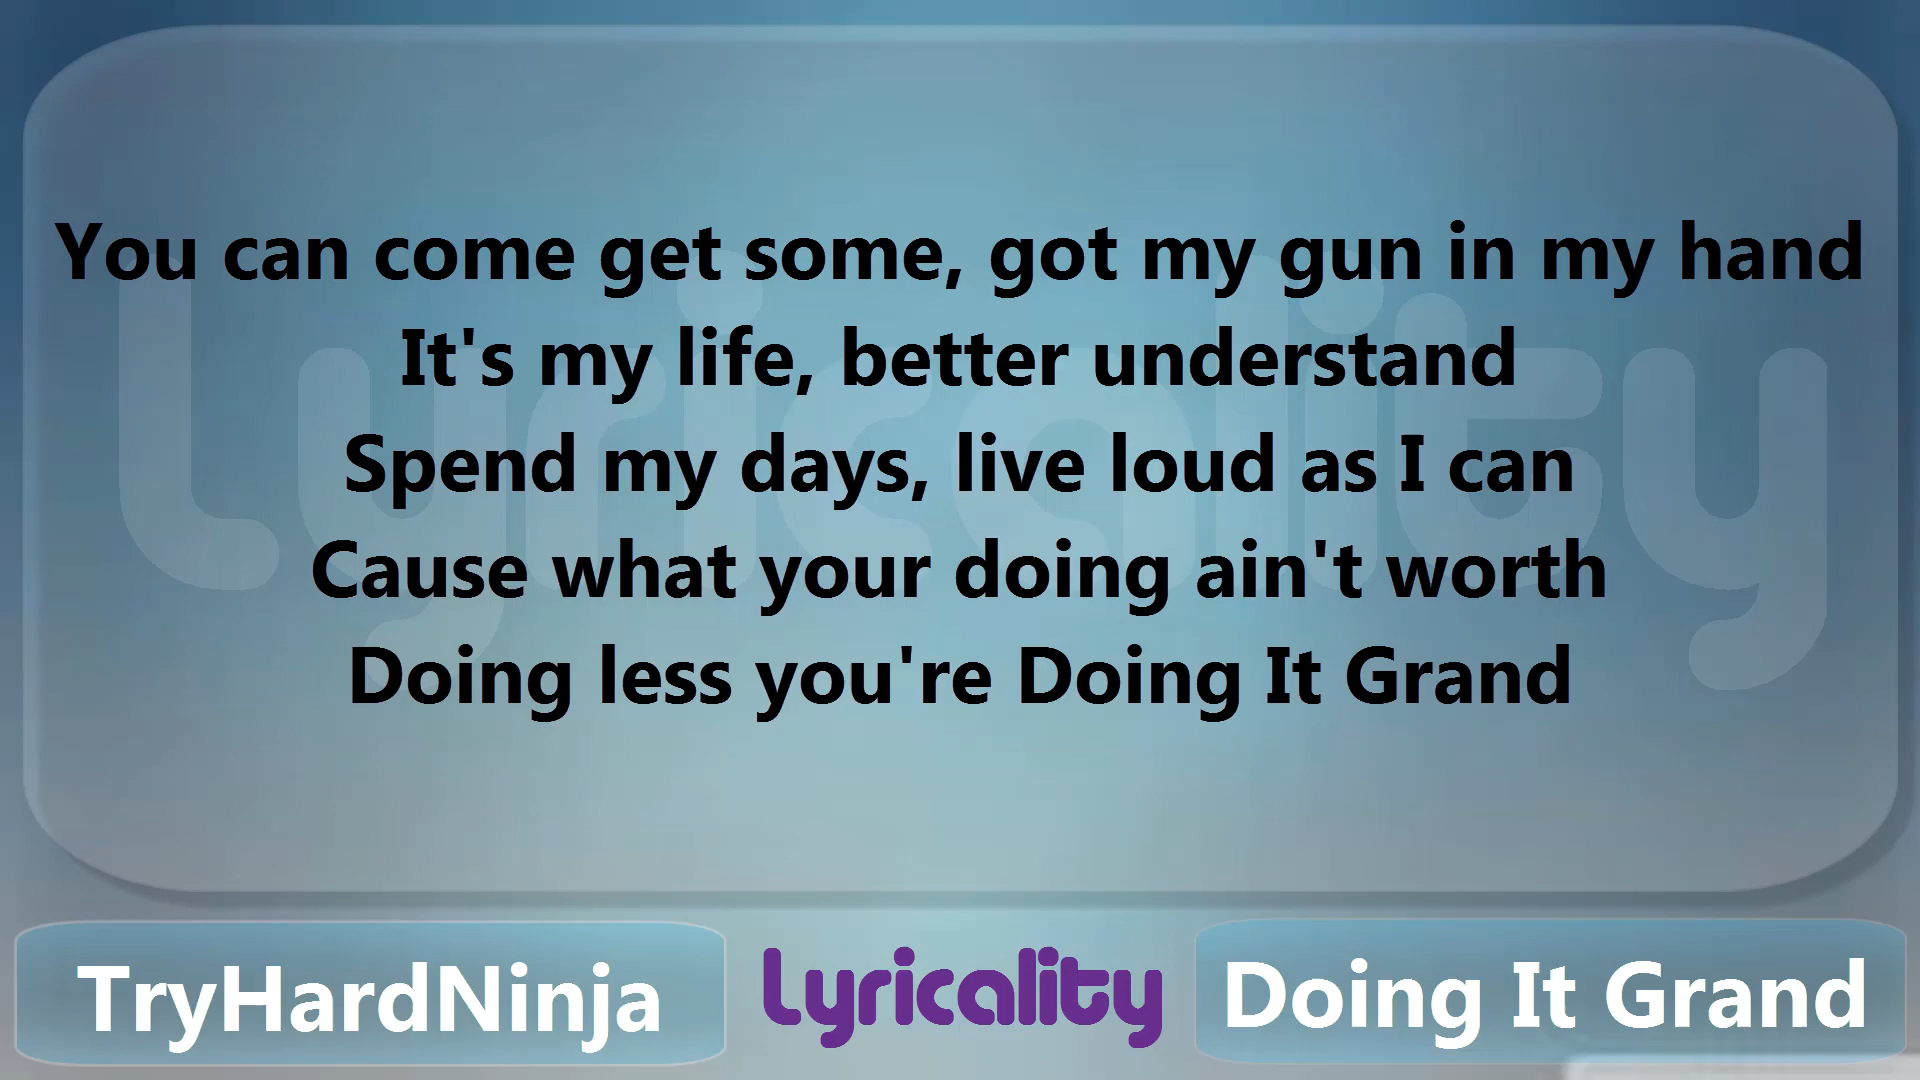 You can come get some, got my gun in my hand
It's my life, better understand
Spend my days, live loud as I can
Cause what your doing ain't worth
Doing less you're Doing It Grand
Lyricality
TryHardNinja
Lyricality
Doing It Grand